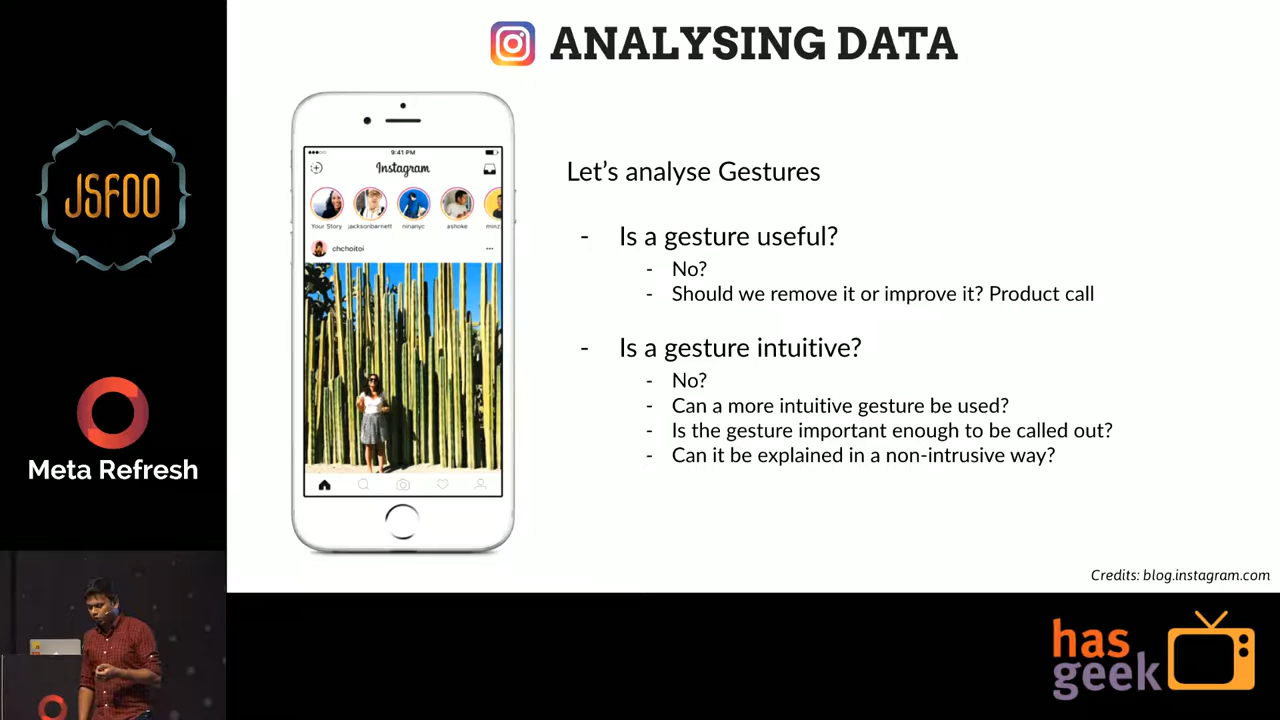 ANALYSING DATA
JSFOO
Meta Refresh
9:41 PM
Instagram
Your Story jacksonbarnett ninanyc ashoke
chchoitoi
Let's analyse Gestures
- Is a gesture useful?
- No?
- Should we remove it or improve it? Product call
- Is a gesture intuitive?
- No?
- Can a more intuitive gesture be used?
- Is the gesture important enough to be called out?
- Can it be explained in a non-intrusive way?
Credits: blog.instagram.com
has
geek